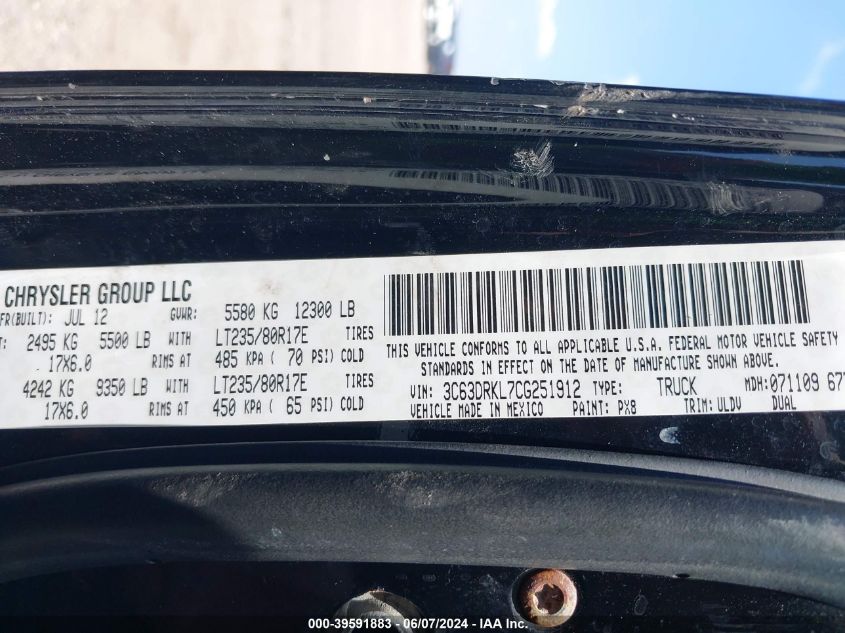 CHRYSLER GROUP LLC
FR(BUILT): JUL 12 GVWR: 5580 KG 12300 LB
T: 2495 KG 5500 LB WITH LT235/80R17E TIRES
17X6.0 RIMS AT 485 KPA ( 70 PSI) COLD
4242 KG 9350 LB WITH LT235/80R17E TIRES
17X6.0 RIMS AT 450 KPA ( 65 PSI) COLD
THIS VEHICLE CONFORMS TO ALL APPLICABLE U.S.A. FEDERAL MOTOR VEHICLE SAFETY
STANDARDS IN EFFECT ON THE DATE OF MANUFACTURE SHOWN ABOVE.
VIN: 3C63DRKL7CG251912 TYPE: TRUCK MDH: 071109 67
VEHICLE MADE IN MEXICO PAINT: PX8 TRIM: ULDV DUAL
000-39591883 - 06/07/2024 - IAA Inc.